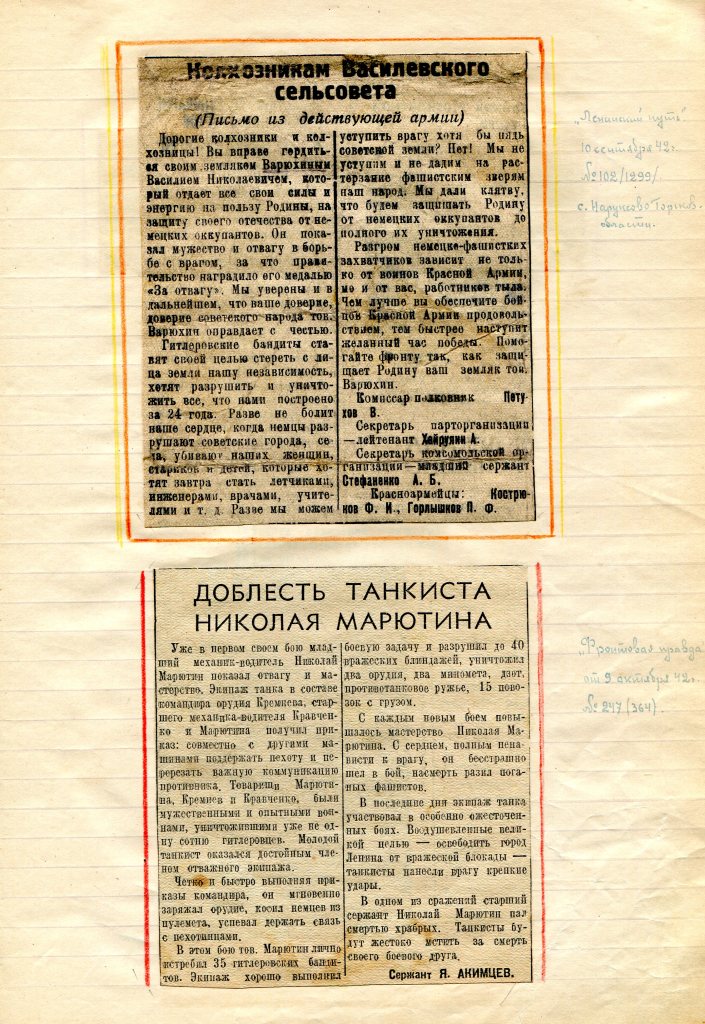 Колхозникам Василевского
сельсовета
(Письмо из действующей армии)
Дорогие колхозники и кол-
хозницы! Вы вправе гордить-
ся своим земляком Варюхиным
Василием Николаевичем, кото-
рый отдает все свои силы и
энергию на пользу Родины, на
защиту своего отечества от не-
мецких оккупантов. Он пока-
зал мужество и отвагу в борь-
бе с врагом, за что прави-
тельство наградило его медалью
«За отвагу». Мы уверены и в
дальнейшем, что ваше доверие,
доверие советского народа тов.
Варюхин оправдает с честью.
Гитлеровские бандиты ста-
вят своей целью стереть с ли-
ца земли нашу независимость,
хотят разрушить и уничто-
жить все, что нами построено
за 24 года. Разве не болит
наше сердце, когда немцы раз-
рушают советские города, се-
ла, убивают наших женщин,
стариков и детей, которые хо-
тят завтра стать летчиками,
инженерами, врачами, учите-
лями и т. д. Разве мы можем
уступить врагу хотя бы пядь
советской земли? Нет! Мы не
уступим и не дадим на рас-
терзание фашистским зверям
наш народ. Мы дали клятву,
что будем защищать Родину
от немецких оккупантов до
полного их уничтожения.
Разгром немецко-фашистких
захватчиков зависит не толь-
ко от воинов Красной Армии,
но и от вас, работников тыла.
Чем лучше вы обеспечите бой-
цов Красной Армии продоволь-
ствием, тем быстрее наступит
желанный час победы. Помо-
гайте фронту так, как защи-
щает Родину ваш земляк тов.
Варюхин.
Комиссар полковник Пету-
хов В.
Секретарь парторганизации
—лейтенант Хайрулин А.
Секретарь комсомольской ор-
ганизации—младший сержант
Стефаненко А. Б.
Красноармейцы: Кострю-
ков Ф. И., Горлышков П. Ф.
„Ленинский путь"
10 сентября 42 г.
№ 102/1299/.
с. Наруксово Горьков.
области.
ДОБЛЕСТЬ ТАНКИСТА
НИКОЛАЯ МАРЮТИНА
Уже в первом своем бою млад-
ший механик-водитель Николай
Марютин показал отвагу и ма-
стерство. Экипаж танка в составе
командира орудия Кремнева, стар-
шего механика-водителя Кравчен-
ко и Марютина получил при-
каз: совместно с другими ма-
шинами поддержать пехоту и пе-
ререзать важную коммуникацию
противника. Товарищи Марюти-
на, Кремнев и Кравченко, были
мужественными и опытными вои-
нами, уничтожившими уже не од-
ну сотню гитлеровцев. Молодой
танкист оказался достойным чле-
ном отважного экипажа.
Четко и быстро выполняя при-
казы командира, он мгновенно
заряжал орудие, косил немцев из
пулемета, успевал держать связь
с пехотинцами.
В этом бою тов. Марютин лично
истребил 35 гитлеровских банди-
тов. Экипаж хорошо выполнил
боевую задачу и разрушил до 40
вражеских блиндажей, уничтожил
два орудия, два миномета, дзот,
противотанковое ружье, 15 пово-
зок с грузом.
С каждым новым боем повы-
шалось мастерство Николая Ма-
рютина. С сердцем, полным нена-
висти к врагу, он бесстрашно
шел в бой, насмерть разил пога-
ных фашистов.
В последние дни экипаж танка
участвовал в особенно ожесточен-
ных боях. Воодушевленные вели-
кой целью — освободить город
Ленина от вражеской блокады —
танкисты нанесли врагу крепкие
удары.
В одном из сражений старший
сержант Николай Марютин пал
смертью храбрых. Танкисты бу-
дут жестоко мстить за смерть
своего боевого друга.
Сержант Я. АКИМЦЕВ.
„Фронтовая правда"
от 9 октября 42 г.
№ 247 (364).